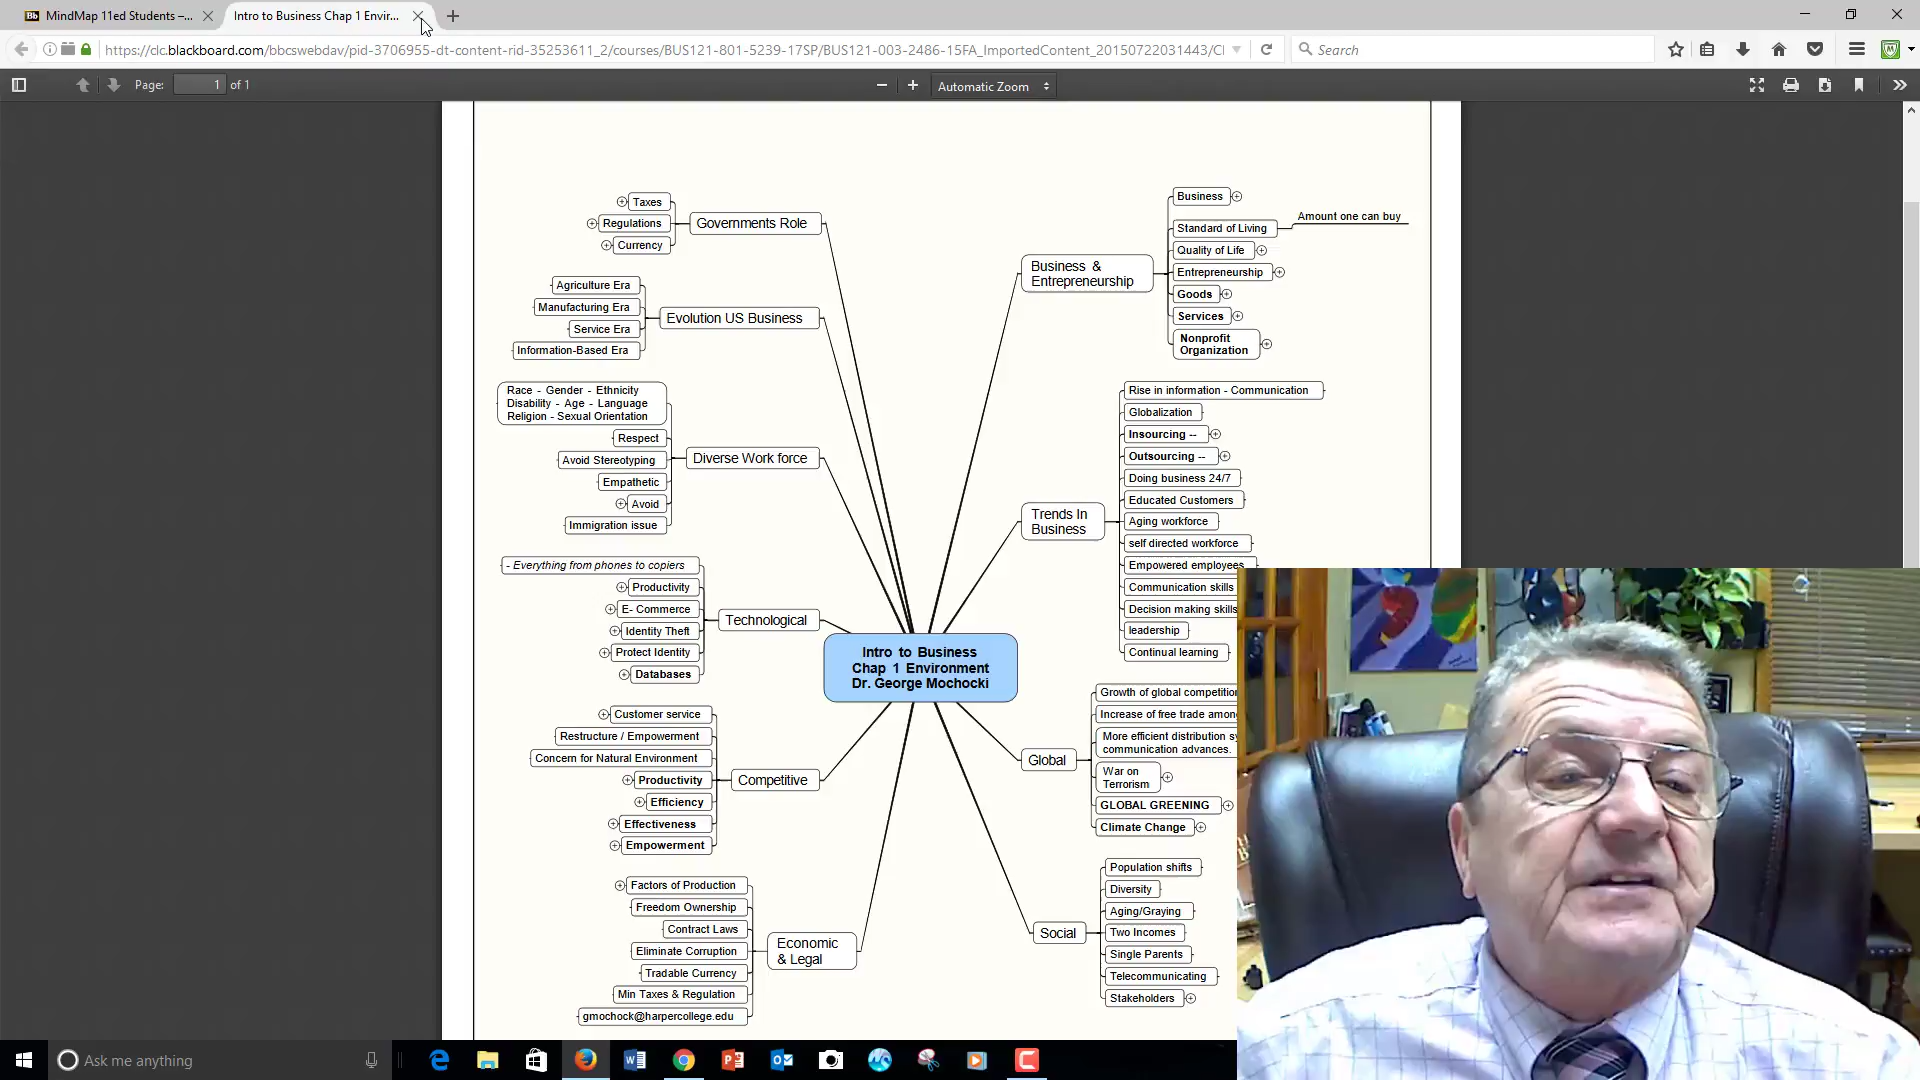 MindMap 11ed Students –...
Intro to Business Chap 1 Envir...
https://clc.blackboard.com/bbcswebdav/pid-3706955-dt-content-rid-35253611_2/courses/BUS121-801-5239-17SP/BUS121-003-2486-15FA_ImportedContent_20150722031443/Cl
Search
Page: 1 of 1
Automatic Zoom
Taxes
Regulations
Currency
Governments Role
Agriculture Era
Manufacturing Era
Service Era
Information-Based Era
Evolution US Business
Race - Gender - Ethnicity
Disability - Age - Language
Religion - Sexual Orientation
Respect
Avoid Stereotyping
Empathetic
Avoid
Immigration issue
Diverse Work force
- Everything from phones to copiers
Productivity
E- Commerce
Identity Theft
Protect Identity
Databases
Technological
Customer service
Restructure / Empowerment
Concern for Natural Environment
Productivity
Efficiency
Effectiveness
Empowerment
Competitive
Factors of Production
Freedom Ownership
Contract Laws
Eliminate Corruption
Tradable Currency
Min Taxes & Regulation
gmochock@harpercollege.edu
Economic
& Legal
Intro to Business
Chap 1 Environment
Dr. George Mochocki
Business &
Entrepreneurship
Business
Standard of Living
Amount one can buy
Quality of Life
Entrepreneurship
Goods
Services
Nonprofit
Organization
Trends In
Business
Rise in information - Communication
Globalization
Insourcing --
Outsourcing --
Doing business 24/7
Educated Customers
Aging workforce
self directed workforce
Empowered employees
Communication skills
Decision making skills
leadership
Continual learning
Global
Growth of global competition
Increase of free trade amon
More efficient distribution sy
communication advances.
War on
Terrorism
GLOBAL GREENING
Climate Change
Social
Population shifts
Diversity
Aging/Graying
Two Incomes
Single Parents
Telecommunicating
Stakeholders
Ask me anything